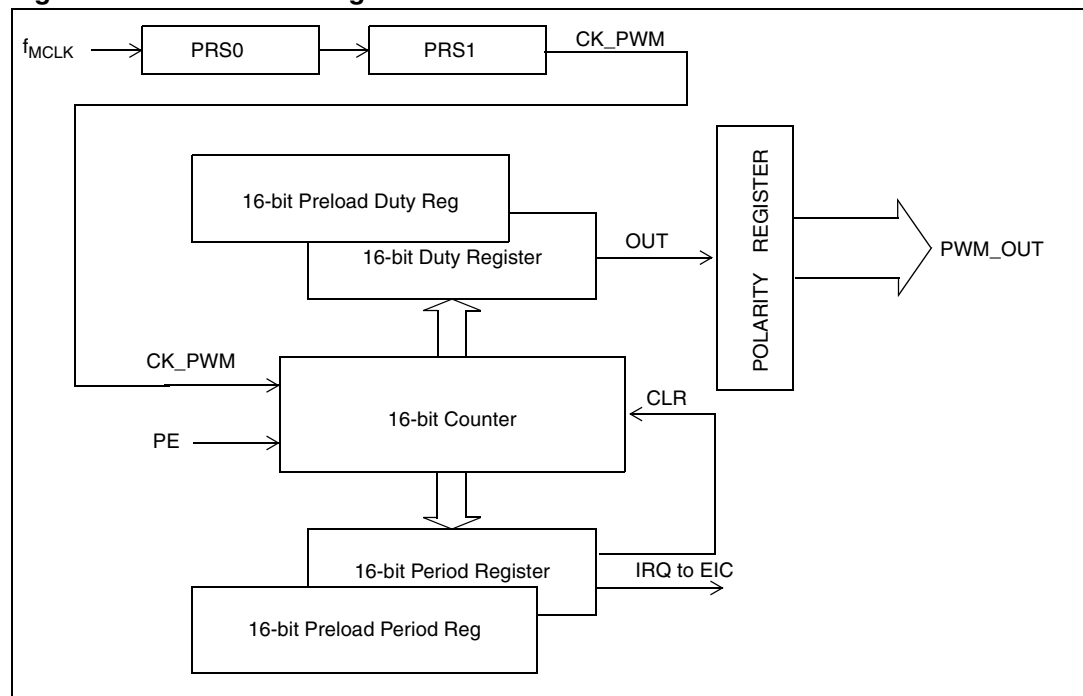 fMCLK
PRS0
PRS1
CK_PWM
16-bit Preload Duty Reg
16-bit Duty Register
OUT
POLARITY REGISTER
PWM_OUT
CK_PWM
16-bit Counter
CLR
PE
16-bit Period Register
IRQ to EIC
16-bit Preload Period Reg